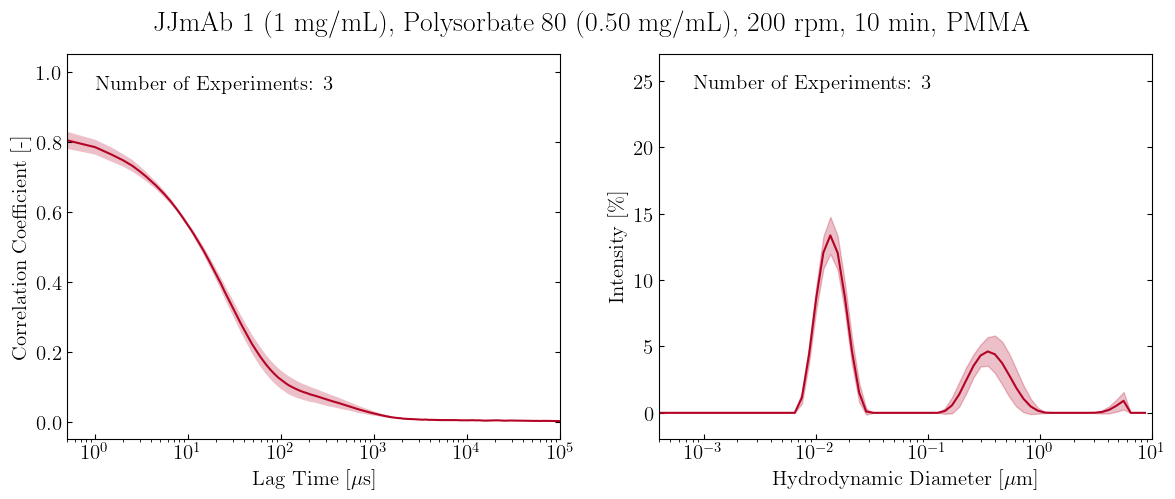 JJmAb 1 (1 mg/mL), Polysorbate 80 (0.50 mg/mL), 200 rpm, 10 min, PMMA
Number of Experiments: 3
Correlation Coefficient [-]
1.0
0.8
0.6
0.4
0.2
0.0
10⁰ 10¹ 10² 10³ 10⁴ 10⁵
Lag Time [μs]
Number of Experiments: 3
Intensity [%]
25
20
15
10
5
0
10⁻³ 10⁻² 10⁻¹ 10⁰ 10¹
Hydrodynamic Diameter [μm]